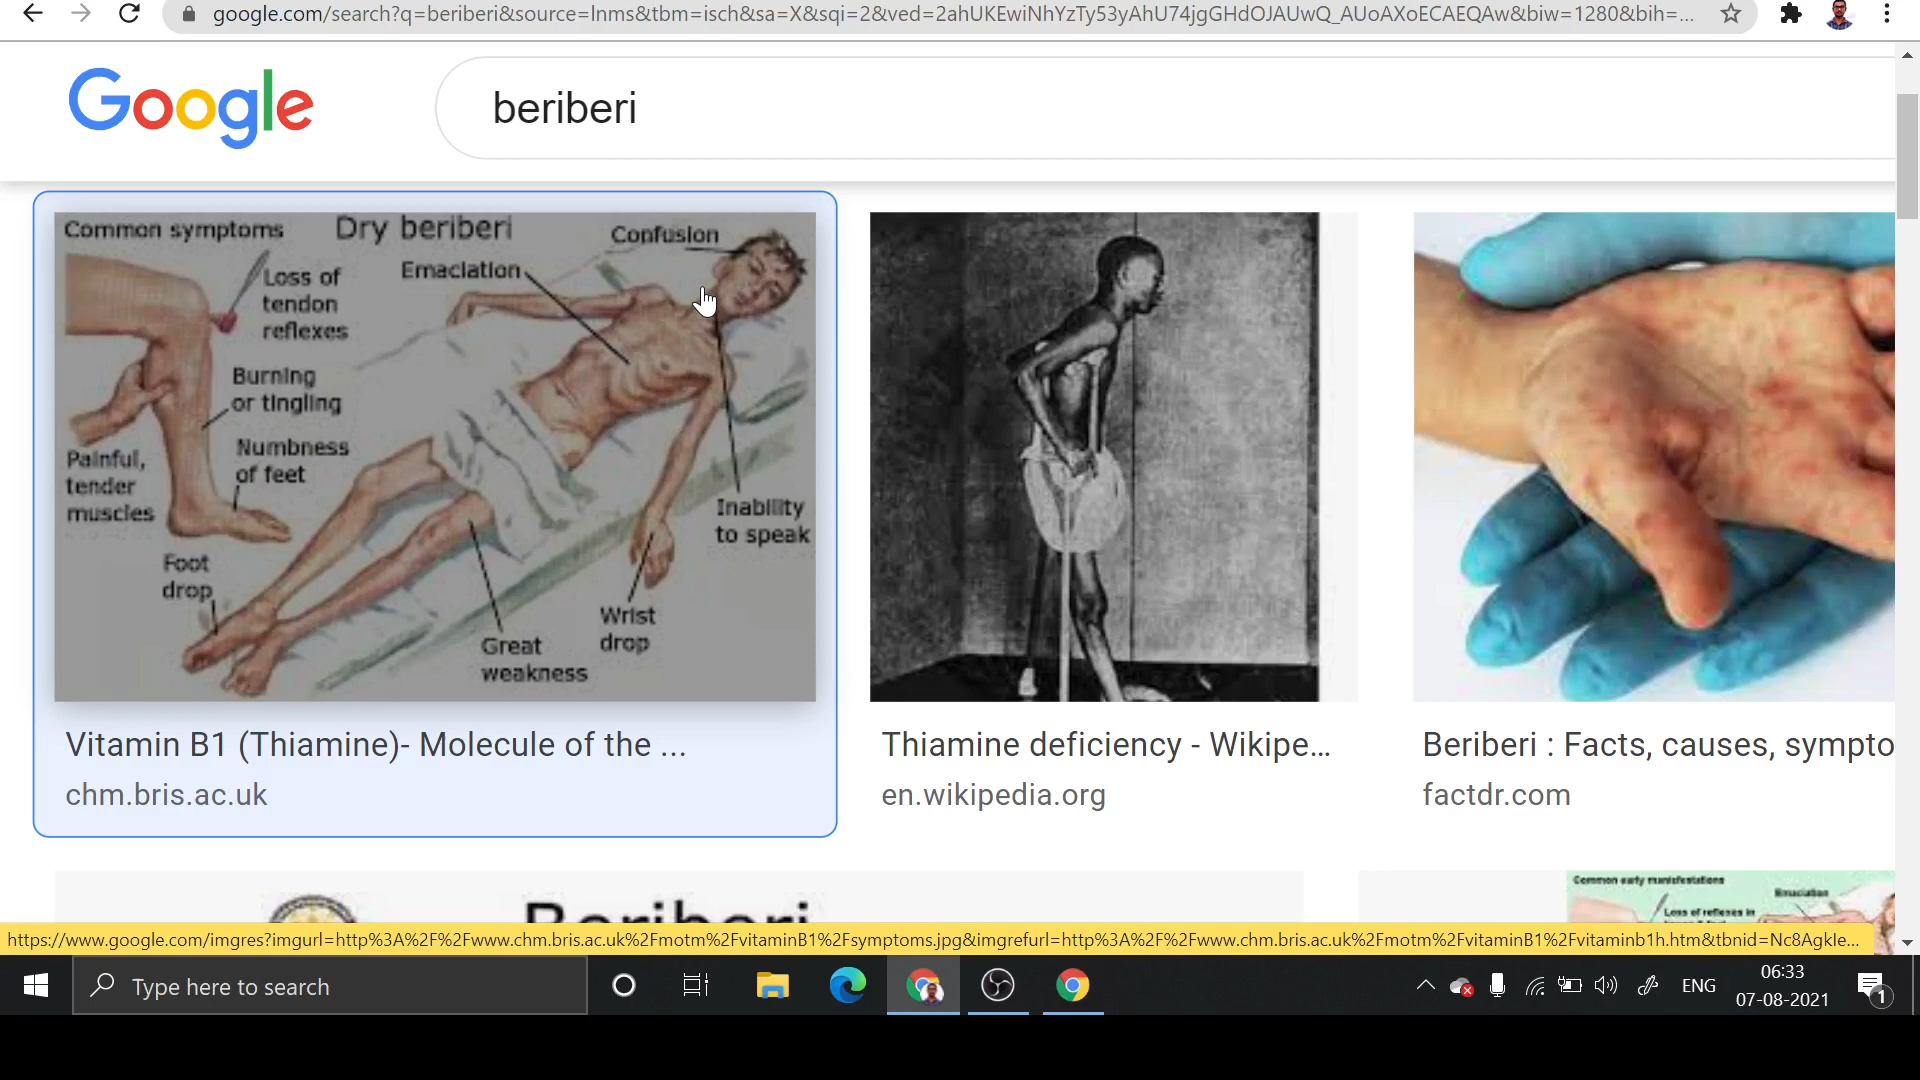 google.com/search?q=beriberi&source=lnms&tbm=isch&sa=X&sqi=2&ved=2ahUKEwiNhYzTy53yAhU74jgGHdOJAUwQ_AUoAXoECAEQAw&biw=1280&bih=...
Google
beriberi
Common symptoms
Dry beriberi
Confusion
Emaciation
Loss of
tendon
reflexes
Burning
or tingling
Numbness
of feet
Painful,
tender
muscles
Inability
to speak
Foot
drop
Wrist
drop
Great
weakness
Vitamin B1 (Thiamine)- Molecule of the ...
chm.bris.ac.uk
Thiamine deficiency - Wikipe...
en.wikipedia.org
Beriberi : Facts, causes, sympto
factdr.com
Beriberi
Common early manifestations
Emaciation
Loss of reflexes in
https://www.google.com/imgres?imgurl=http%3A%2F%2Fwww.chm.bris.ac.uk%2Fmotm%2FvitaminB1%2Fsymptoms.jpg&imgrefurl=http%3A%2F%2Fwww.chm.bris.ac.uk%2Fmotm%2FvitaminB1%2Fvitaminb1h.htm&tbnid=Nc8AgkIe...
Type here to search
ENG
06:33
07-08-2021
1